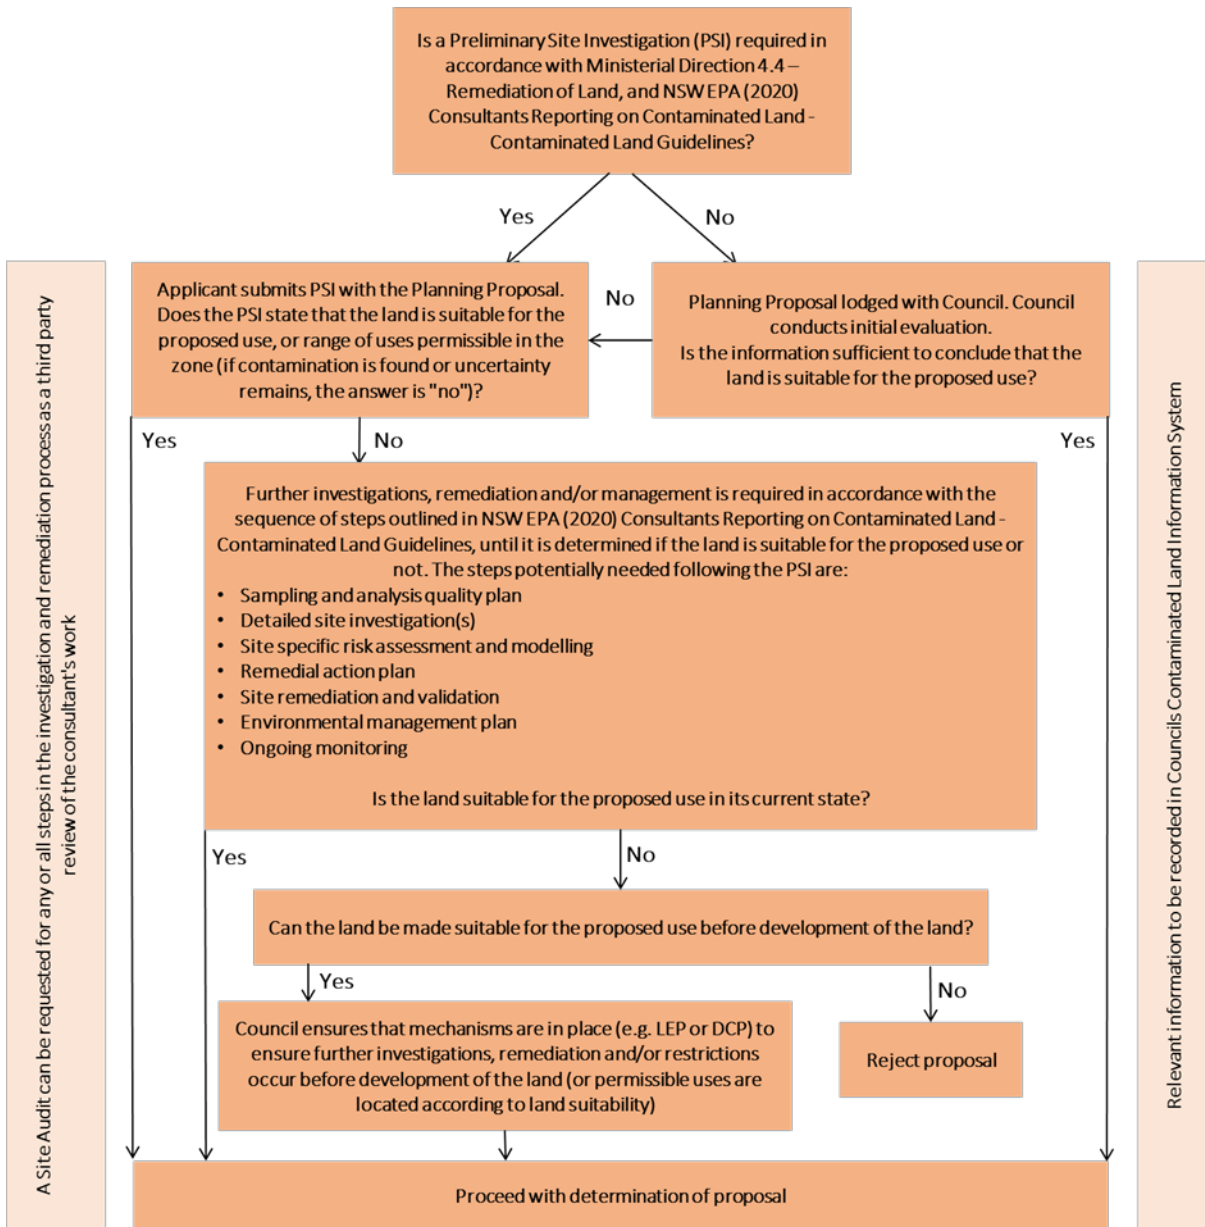 Is a Preliminary Site Investigation (PSI) required in
accordance with Ministerial Direction 4.4 –
Remediation of Land, and NSW EPA (2020)
Consultants Reporting on Contaminated Land -
Contaminated Land Guidelines?
Yes
No
A Site Audit can be requested for any or all steps in the investigation and remediation process as a third party
review of the consultant's work
Applicant submits PSI with the Planning Proposal.
Does the PSI state that the land is suitable for the
proposed use, or range of uses permissible in the
zone (if contamination is found or uncertainty
remains, the answer is "no")?
No
Planning Proposal lodged with Council. Council
conducts initial evaluation.
Is the information sufficient to conclude that the
land is suitable for the proposed use?
Relevant information to be recorded in Councils Contaminated Land Information System
Yes
No
Yes
Further investigations, remediation and/or management is required in accordance with the
sequence of steps outlined in NSW EPA (2020) Consultants Reporting on Contaminated Land -
Contaminated Land Guidelines, until it is determined if the land is suitable for the proposed use or
not. The steps potentially needed following the PSI are:
• Sampling and analysis quality plan
• Detailed site investigation(s)
• Site specific risk assessment and modelling
• Remedial action plan
• Site remediation and validation
• Environmental management plan
• Ongoing monitoring
Is the land suitable for the proposed use in its current state?
Yes
No
Can the land be made suitable for the proposed use before development of the land?
Yes
No
Council ensures that mechanisms are in place (e.g. LEP or DCP) to
ensure further investigations, remediation and/or restrictions
occur before development of the land (or permissible uses are
located according to land suitability)
Reject proposal
Proceed with determination of proposal